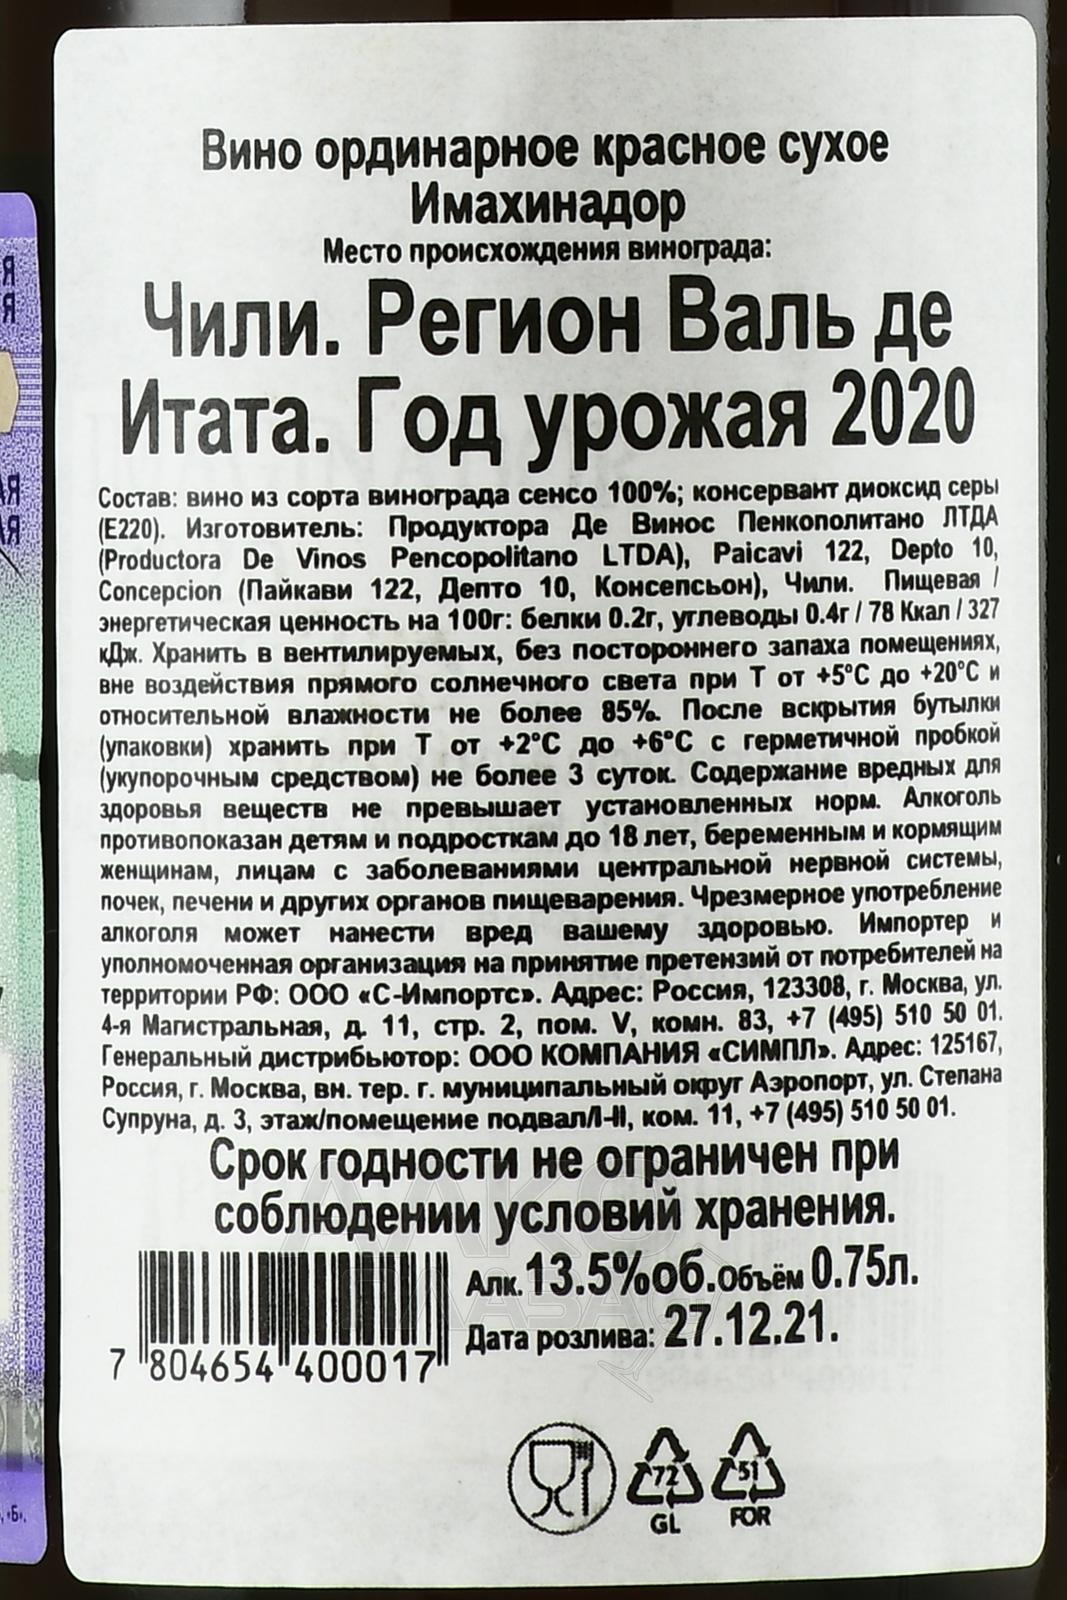 Вино ординарное красное сухое
Имахинадор
Место происхождения винограда:
Чили. Регион Валь де
Итата. Год урожая 2020
Состав: вино из сорта винограда сенсо 100%; консервант диоксид серы
(Е220). Изготовитель: Продуктора Де Винос Пенкополитано ЛТДА
(Productora De Vinos Pencopolitano LTDA), Paicavi 122, Depto 10,
Concepcion (Пайкави 122, Депто 10, Консепсьон), Чили. Пищевая /
энергетическая ценность на 100г: белки 0.2г, углеводы 0.4г / 78 Ккал / 327
кДж. Хранить в вентилируемых, без постороннего запаха помещениях,
вне воздействия прямого солнечного света при Т от +5°С до +20°С и
относительной влажности не более 85%. После вскрытия бутылки
(упаковки) хранить при Т от +2°С до +6°С с герметичной пробкой
(укупорочным средством) не более 3 суток. Содержание вредных для
здоровья веществ не превышает установленных норм. Алкоголь
противопоказан детям и подросткам до 18 лет, беременным и кормящим
женщинам, лицам с заболеваниями центральной нервной системы,
почек, печени и других органов пищеварения. Чрезмерное употребление
алкоголя может нанести вред вашему здоровью. Импортер и
уполномоченная организация на принятие претензий от потребителей на
территории РФ: ООО «С-Импортс». Адрес: Россия, 123308, г. Москва, ул.
4-я Магистральная, д. 11, стр. 2, пом. V, комн. 83, +7 (495) 510 50 01.
Генеральный дистрибьютор: ООО КОМПАНИЯ «СИМПЛ». Адрес: 125167,
Россия, г. Москва, вн. тер. г. муниципальный округ Аэропорт, ул. Степана
Супруна, д. 3, этаж/помещение подвал/I-II, ком. 11, +7 (495) 510 50 01.
Срок годности не ограничен при
соблюдении условий хранения.
Алк. 13.5%об. Объём 0.75л.
Дата розлива: 27.12.21.
7 804654 400017
72 51
GL FOR